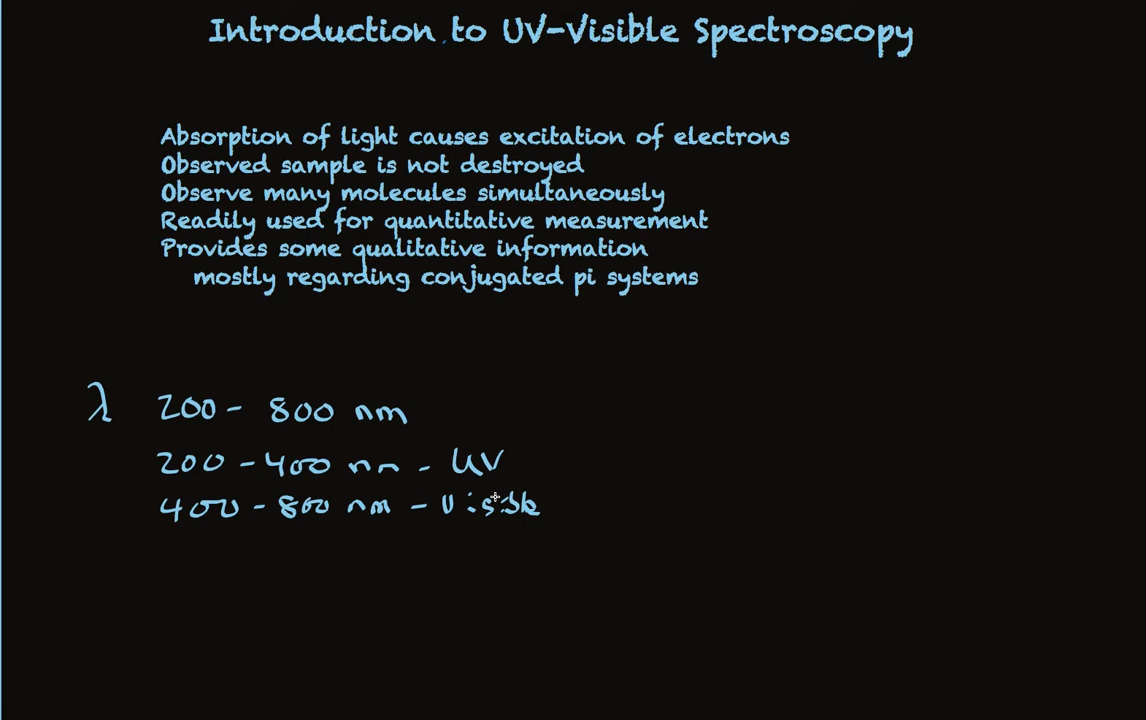 Introduction to UV-Visible Spectroscopy
Absorption of light causes excitation of electrons
Observed sample is not destroyed
Observe many molecules simultaneously
Readily used for quantitative measurement
Provides some qualitative information
mostly regarding conjugated pi systems
λ 200 - 800 nm
200 - 400 nm - UV
400 - 800 nm - Visible